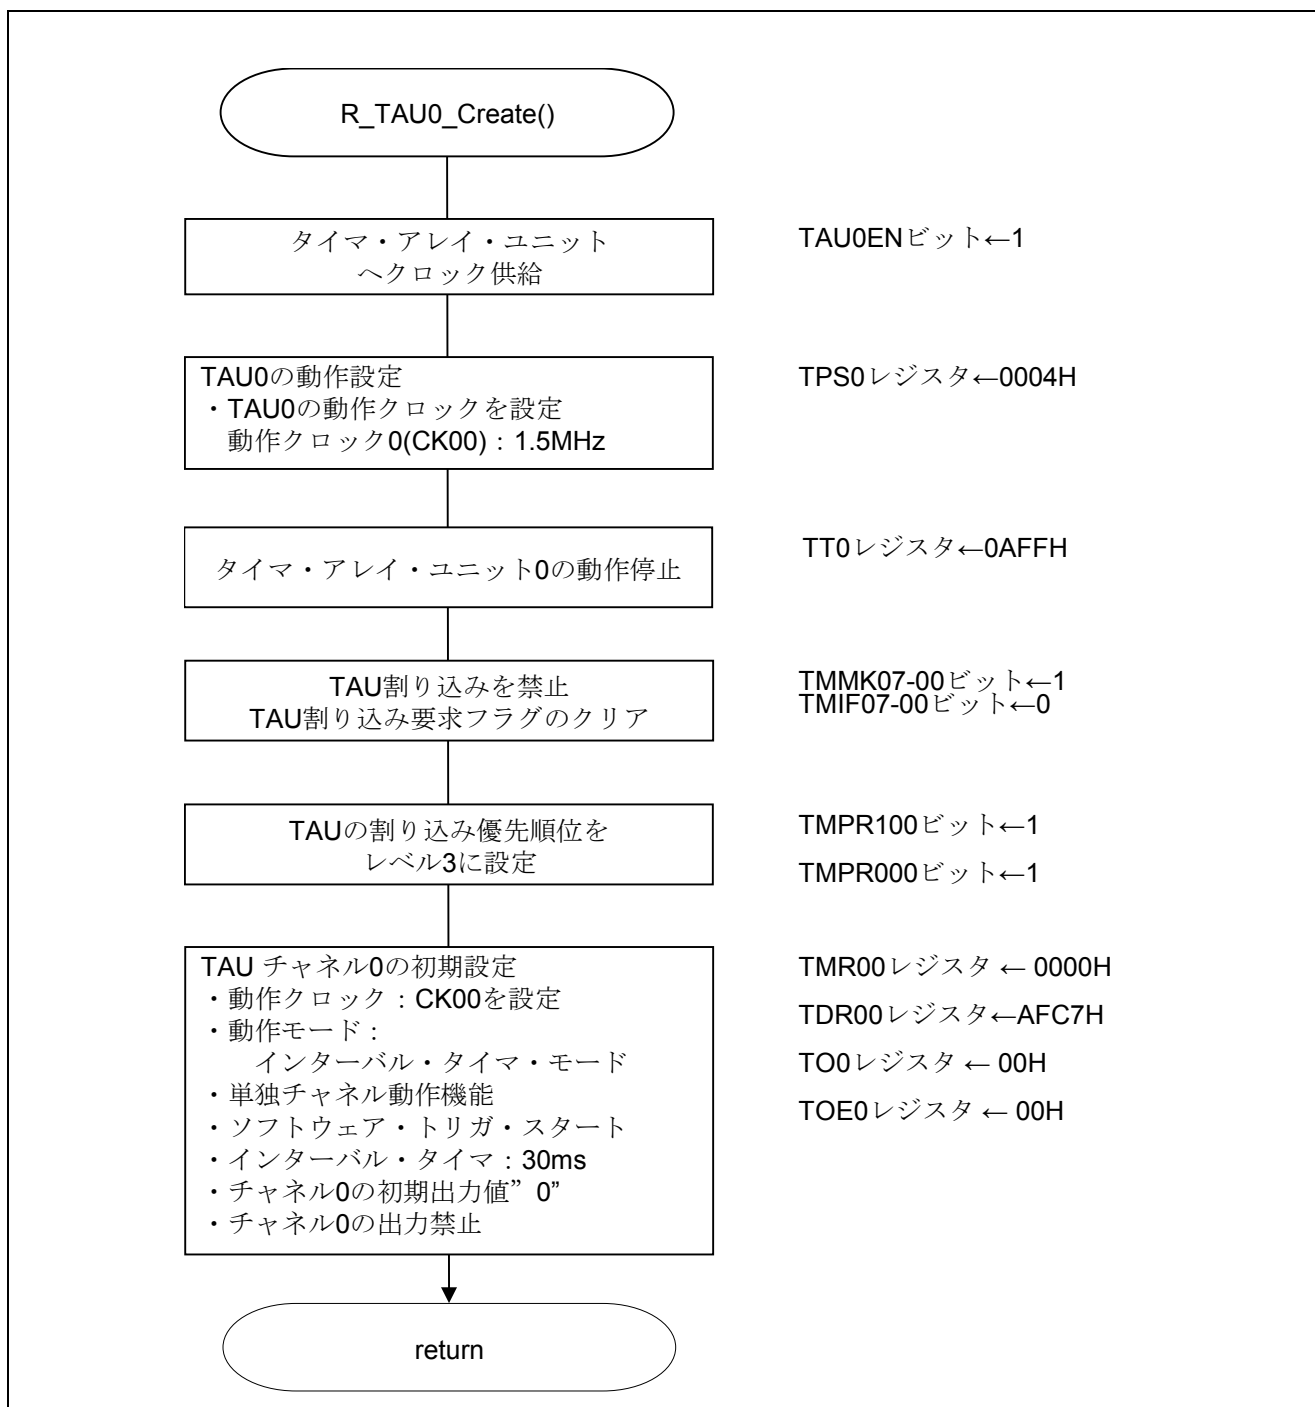 R_TAU0_Create()
タイマ・アレイ・ユニット
へクロック供給
TAU0ENビット←1
TAU0の動作設定
・TAU0の動作クロックを設定
動作クロック0(CK00)：1.5MHz
TPS0レジスタ←0004H
タイマ・アレイ・ユニット0の動作停止
TT0レジスタ←0AFFH
TAU割り込みを禁止
TAU割り込み要求フラグのクリア
TMMK07-00ビット←1
TMIF07-00ビット←0
TAUの割り込み優先順位を
レベル3に設定
TMPR100ビット←1
TMPR000ビット←1
TAU チャネル0の初期設定
・動作クロック：CK00を設定
・動作モード：
インターバル・タイマ・モード
・単独チャネル動作機能
・ソフトウェア・トリガ・スタート
・インターバル・タイマ：30ms
・チャネル0の初期出力値”0”
・チャネル0の出力禁止
TMR00レジスタ ← 0000H
TDR00レジスタ←AFC7H
TO0レジスタ ← 00H
TOE0レジスタ ← 00H
return